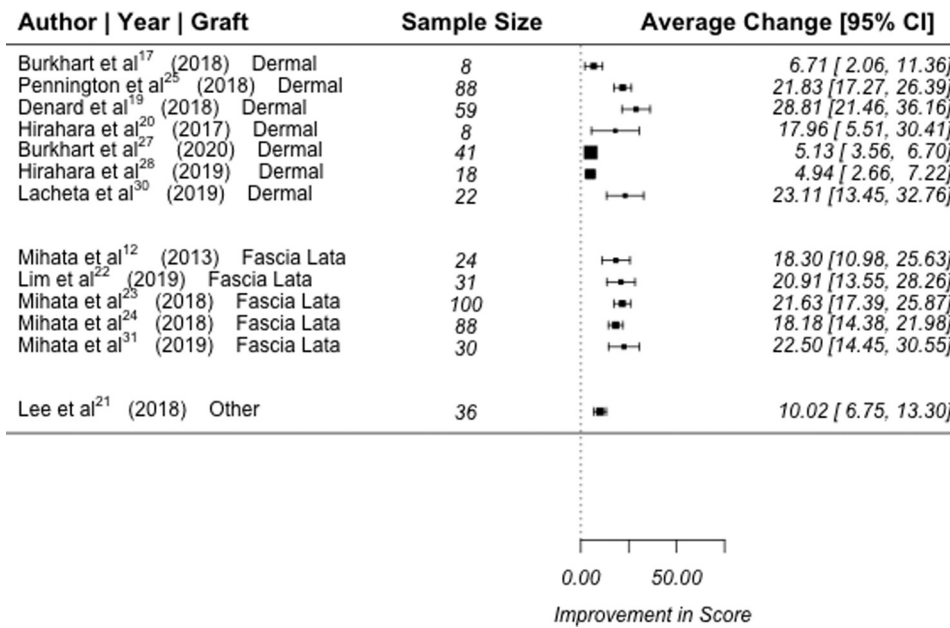 Author | Year | Graft Sample Size Average Change [95% CI]
Burkhart et al17 (2018) Dermal 8 6.71 [ 2.06, 11.36]
Pennington et al25 (2018) Dermal 88 21.83 [17.27, 26.39]
Denard et al19 (2018) Dermal 59 28.81 [21.46, 36.16]
Hirahara et al20 (2017) Dermal 8 17.96 [ 5.51, 30.41]
Burkhart et al27 (2020) Dermal 41 5.13 [ 3.56, 6.70]
Hirahara et al28 (2019) Dermal 18 4.94 [ 2.66, 7.22]
Lacheta et al30 (2019) Dermal 22 23.11 [13.45, 32.76]
Mihata et al12 (2013) Fascia Lata 24 18.30 [10.98, 25.63]
Lim et al22 (2019) Fascia Lata 31 20.91 [13.55, 28.26]
Mihata et al23 (2018) Fascia Lata 100 21.63 [17.39, 25.87]
Mihata et al24 (2018) Fascia Lata 88 18.18 [14.38, 21.98]
Mihata et al31 (2019) Fascia Lata 30 22.50 [14.45, 30.55]
Lee et al21 (2018) Other 36 10.02 [ 6.75, 13.30]
0.00 50.00
Improvement in Score